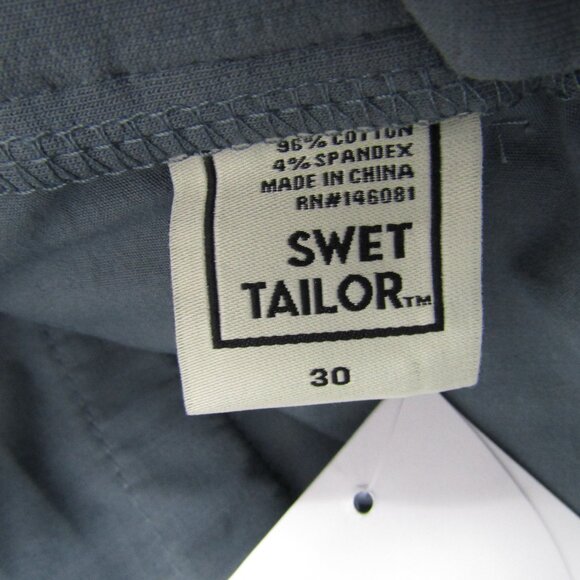 96% COTTON
4% SPANDEX
MADE IN CHINA
RN#146081
SWET
TAILOR™
30